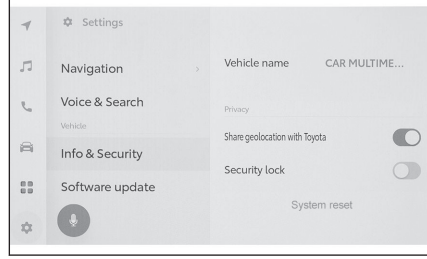 Settings
Navigation
Voice & Search
Vehicle
Info & Security
Software update
Vehicle name CAR MULTIME...
Privacy
Share geolocation with Toyota
Security lock
System reset